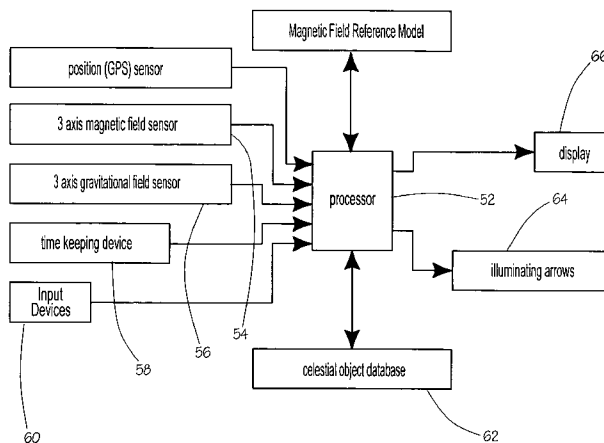 Magnetic Field Reference Model
66
position (GPS) sensor
3 axis magnetic field sensor
display
3 axis gravitational field sensor
processor
52
64
time keeping device
illuminating arrows
Input
Devices
54
56
58
celestial object database
60
62